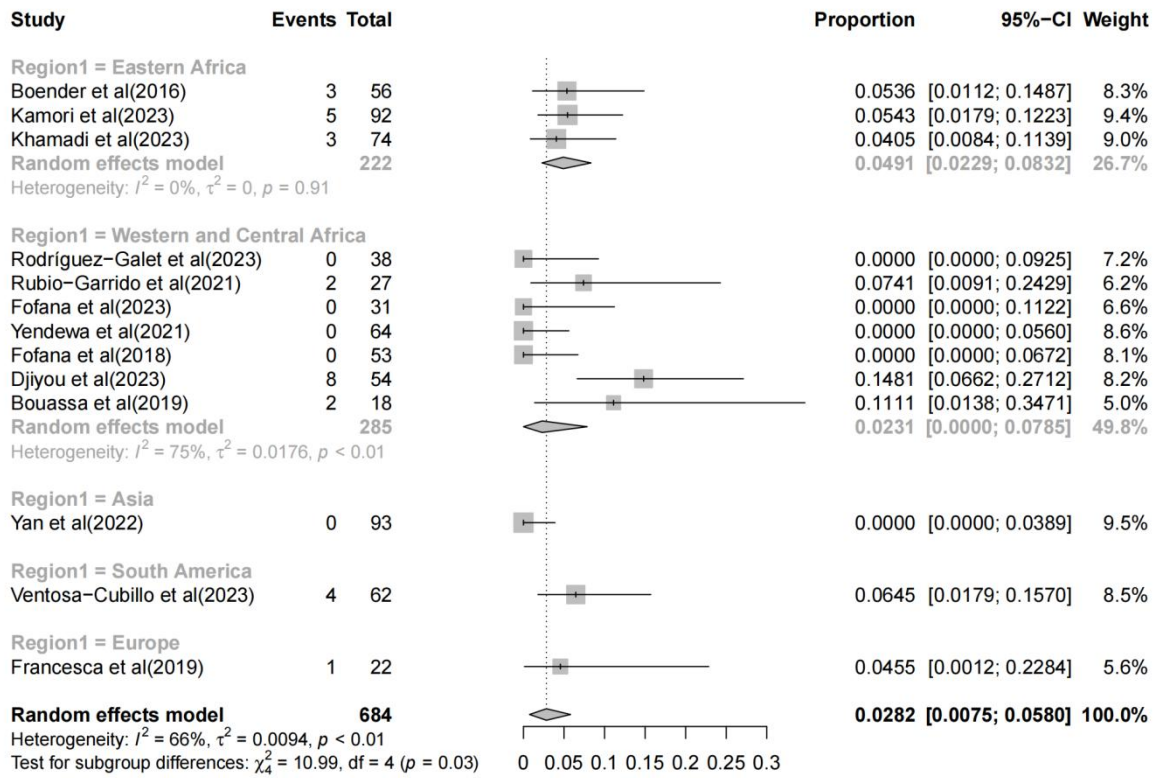 Study Events Total Proportion 95%−CI Weight
Region1 = Eastern Africa
Boender et al(2016) 3 56 0.0536 [0.0112; 0.1487] 8.3%
Kamori et al(2023) 5 92 0.0543 [0.0179; 0.1223] 9.4%
Khamadi et al(2023) 3 74 0.0405 [0.0084; 0.1139] 9.0%
Random effects model 222 0.0491 [0.0229; 0.0832] 26.7%
Heterogeneity: I² = 0%, τ² = 0, p = 0.91
Region1 = Western and Central Africa
Rodríguez−Galet et al(2023) 0 38 0.0000 [0.0000; 0.0925] 7.2%
Rubio−Garrido et al(2021) 2 27 0.0741 [0.0091; 0.2429] 6.2%
Fofana et al(2023) 0 31 0.0000 [0.0000; 0.1122] 6.6%
Yendewa et al(2021) 0 64 0.0000 [0.0000; 0.0560] 8.6%
Fofana et al(2018) 0 53 0.0000 [0.0000; 0.0672] 8.1%
Djiyou et al(2023) 8 54 0.1481 [0.0662; 0.2712] 8.2%
Bouassa et al(2019) 2 18 0.1111 [0.0138; 0.3471] 5.0%
Random effects model 285 0.0231 [0.0000; 0.0785] 49.8%
Heterogeneity: I² = 75%, τ² = 0.0176, p < 0.01
Region1 = Asia
Yan et al(2022) 0 93 0.0000 [0.0000; 0.0389] 9.5%
Region1 = South America
Ventosa−Cubillo et al(2023) 4 62 0.0645 [0.0179; 0.1570] 8.5%
Region1 = Europe
Francesca et al(2019) 1 22 0.0455 [0.0012; 0.2284] 5.6%
Random effects model 684 0.0282 [0.0075; 0.0580] 100.0%
Heterogeneity: I² = 66%, τ² = 0.0094, p < 0.01
Test for subgroup differences: χ²₄ = 10.99, df = 4 (p = 0.03)
0 0.05 0.1 0.15 0.2 0.25 0.3